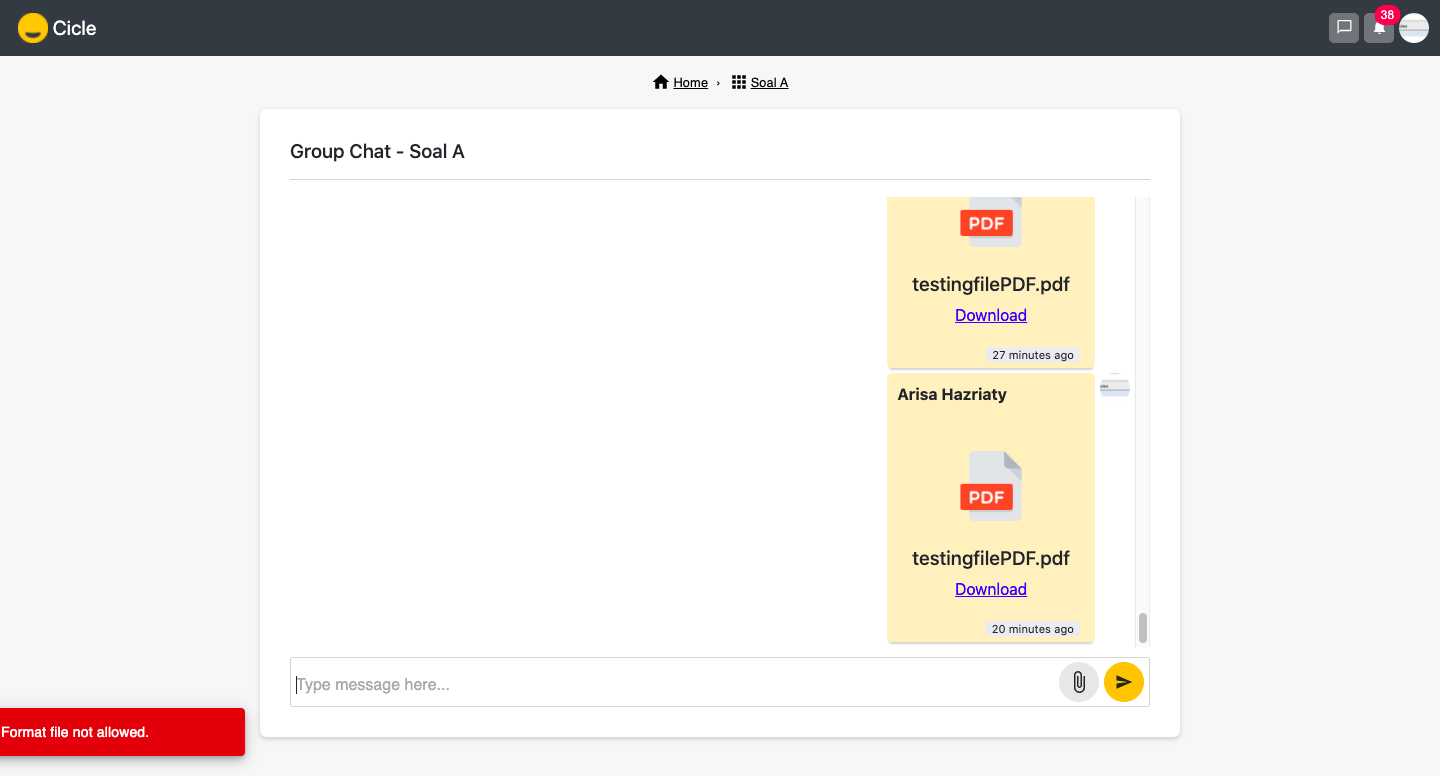 Cicle
38
Home › Soal A
Group Chat - Soal A
PDF
testingfilePDF.pdf
Download
27 minutes ago
Arisa Hazriaty
PDF
testingfilePDF.pdf
Download
20 minutes ago
Type message here...
Format file not allowed.